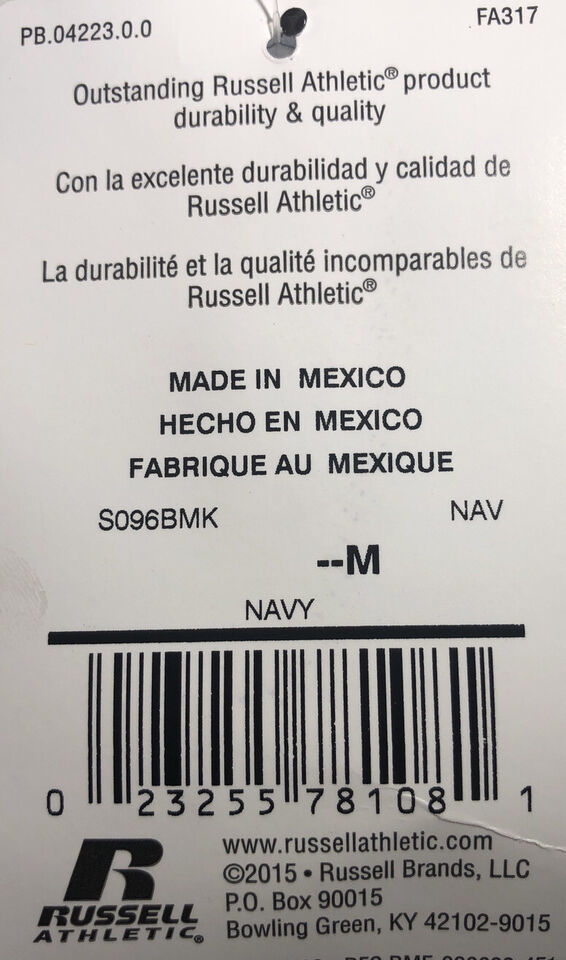 PB.04223.0.0
FA317
Outstanding Russell Athletic® product
durability & quality
Con la excelente durabilidad y calidad de
Russell Athletic®
La durabilité et la qualité incomparables de
Russell Athletic®
MADE IN MEXICO
HECHO EN MEXICO
FABRIQUE AU MEXIQUE
S096BMK
NAV
--M
NAVY
0 23255 78108 1
www.russellathletic.com
©2015 • Russell Brands, LLC
P.O. Box 90015
Bowling Green, KY 42102-9015
R
RUSSELL
ATHLETIC®